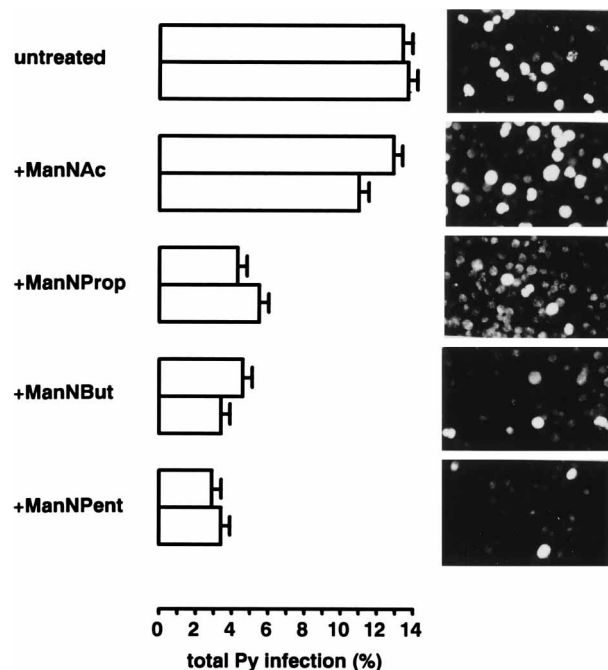 untreated
+ManNAc
+ManNProp
+ManNBut
+ManNPent
0 2 4 6 8 10 12 14
total Py infection (%)